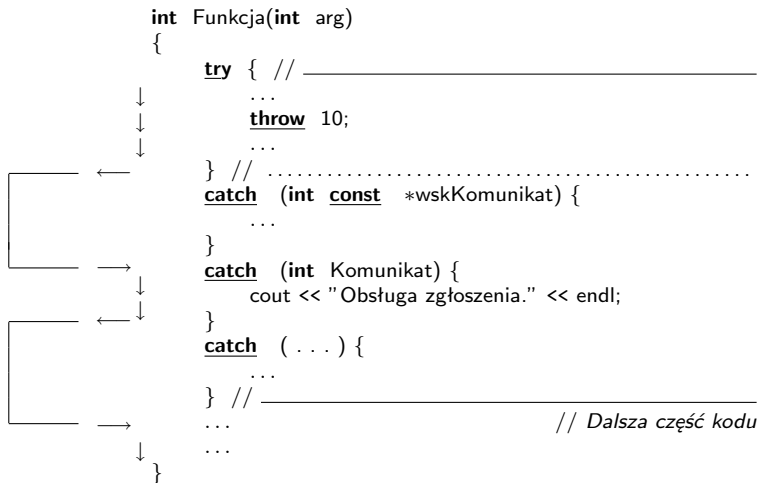 int Funkcja(int arg)
{
try { //
...
throw 10;
...
} // ................................................
catch (int const *wskKomunikat) {
...
}
catch (int Komunikat) {
cout << "Obsługa zgłoszenia." << endl;
}
catch ( . . . ) {
...
} //
... // Dalsza część kodu
...
}